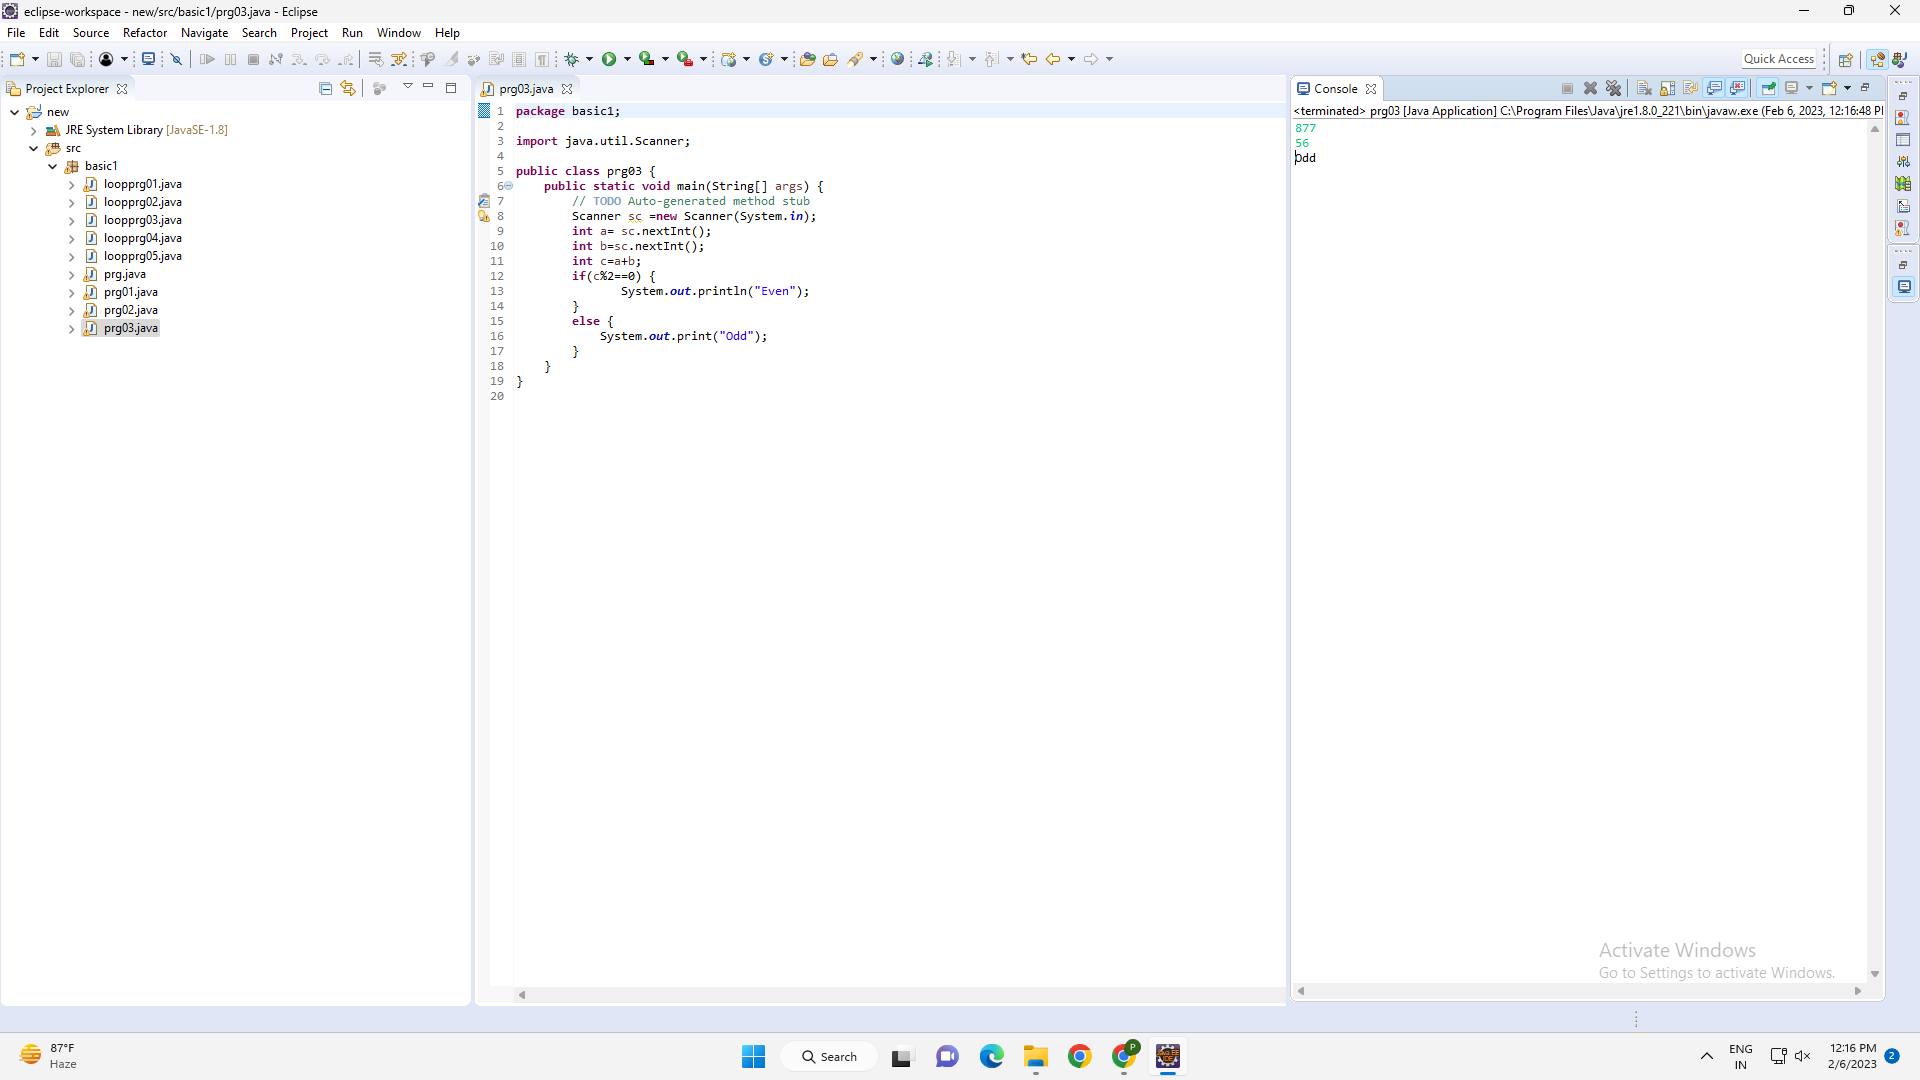 eclipse-workspace - new/src/basic1/prg03.java - Eclipse
File Edit Source Refactor Navigate Search Project Run Window Help
Quick Access
Project Explorer
new
JRE System Library [JavaSE-1.8]
src
basic1
loopprg01.java
loopprg02.java
loopprg03.java
loopprg04.java
loopprg05.java
prg.java
prg01.java
prg02.java
prg03.java
prg03.java
1 package basic1;
2
3 import java.util.Scanner;
4
5 public class prg03 {
6 public static void main(String[] args) {
7 // TODO Auto-generated method stub
8 Scanner sc =new Scanner(System.in);
9 int a= sc.nextInt();
10 int b=sc.nextInt();
11 int c=a+b;
12 if(c%2==0) {
13 System.out.println("Even");
14 }
15 else {
16 System.out.print("Odd");
17 }
18 }
19 }
20
Console
<terminated> prg03 [Java Application] C:\Program Files\Java\jre1.8.0_221\bin\javaw.exe (Feb 6, 2023, 12:16:48 P
877
56
Odd
Activate Windows
Go to Settings to activate Windows.
87°F
Haze
Search
P
ENG
IN
12:16 PM
2/6/2023
2